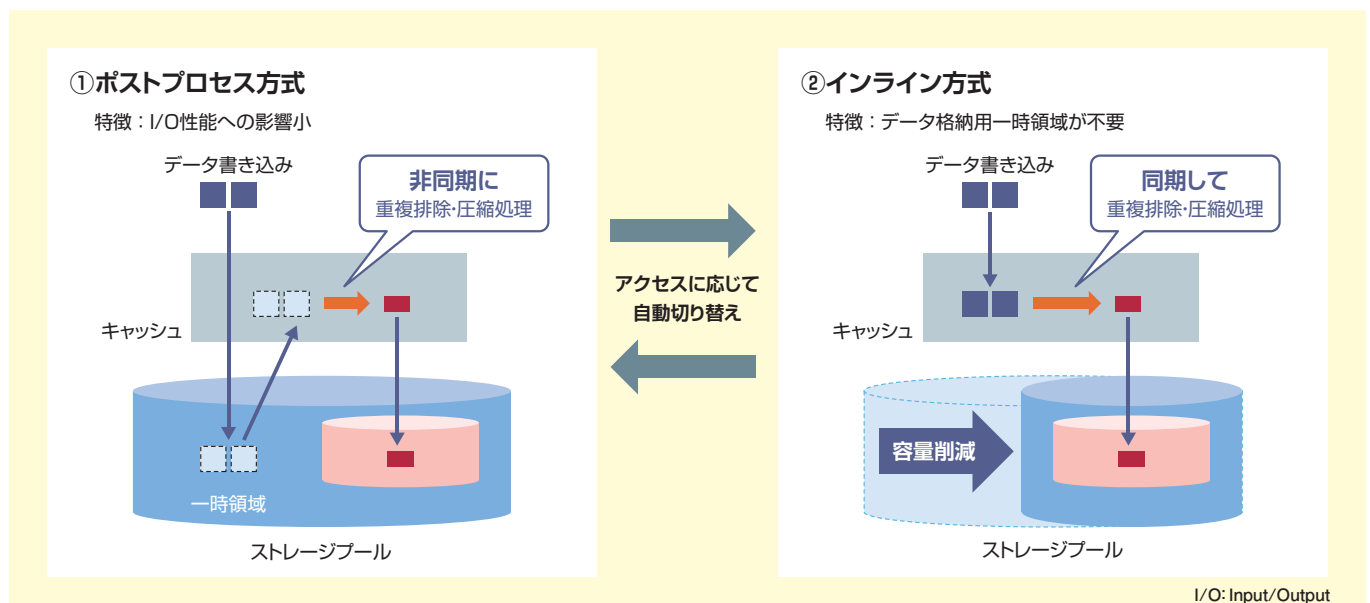 ①ポストプロセス方式
特徴：I/O性能への影響小
データ書き込み
非同期に
重複排除・圧縮処理
キャッシュ
一時領域
ストレージプール
アクセスに応じて
自動切り替え
②インライン方式
特徴：データ格納用一時領域が不要
データ書き込み
同期して
重複排除・圧縮処理
キャッシュ
容量削減
ストレージプール
I/O：Input/Output